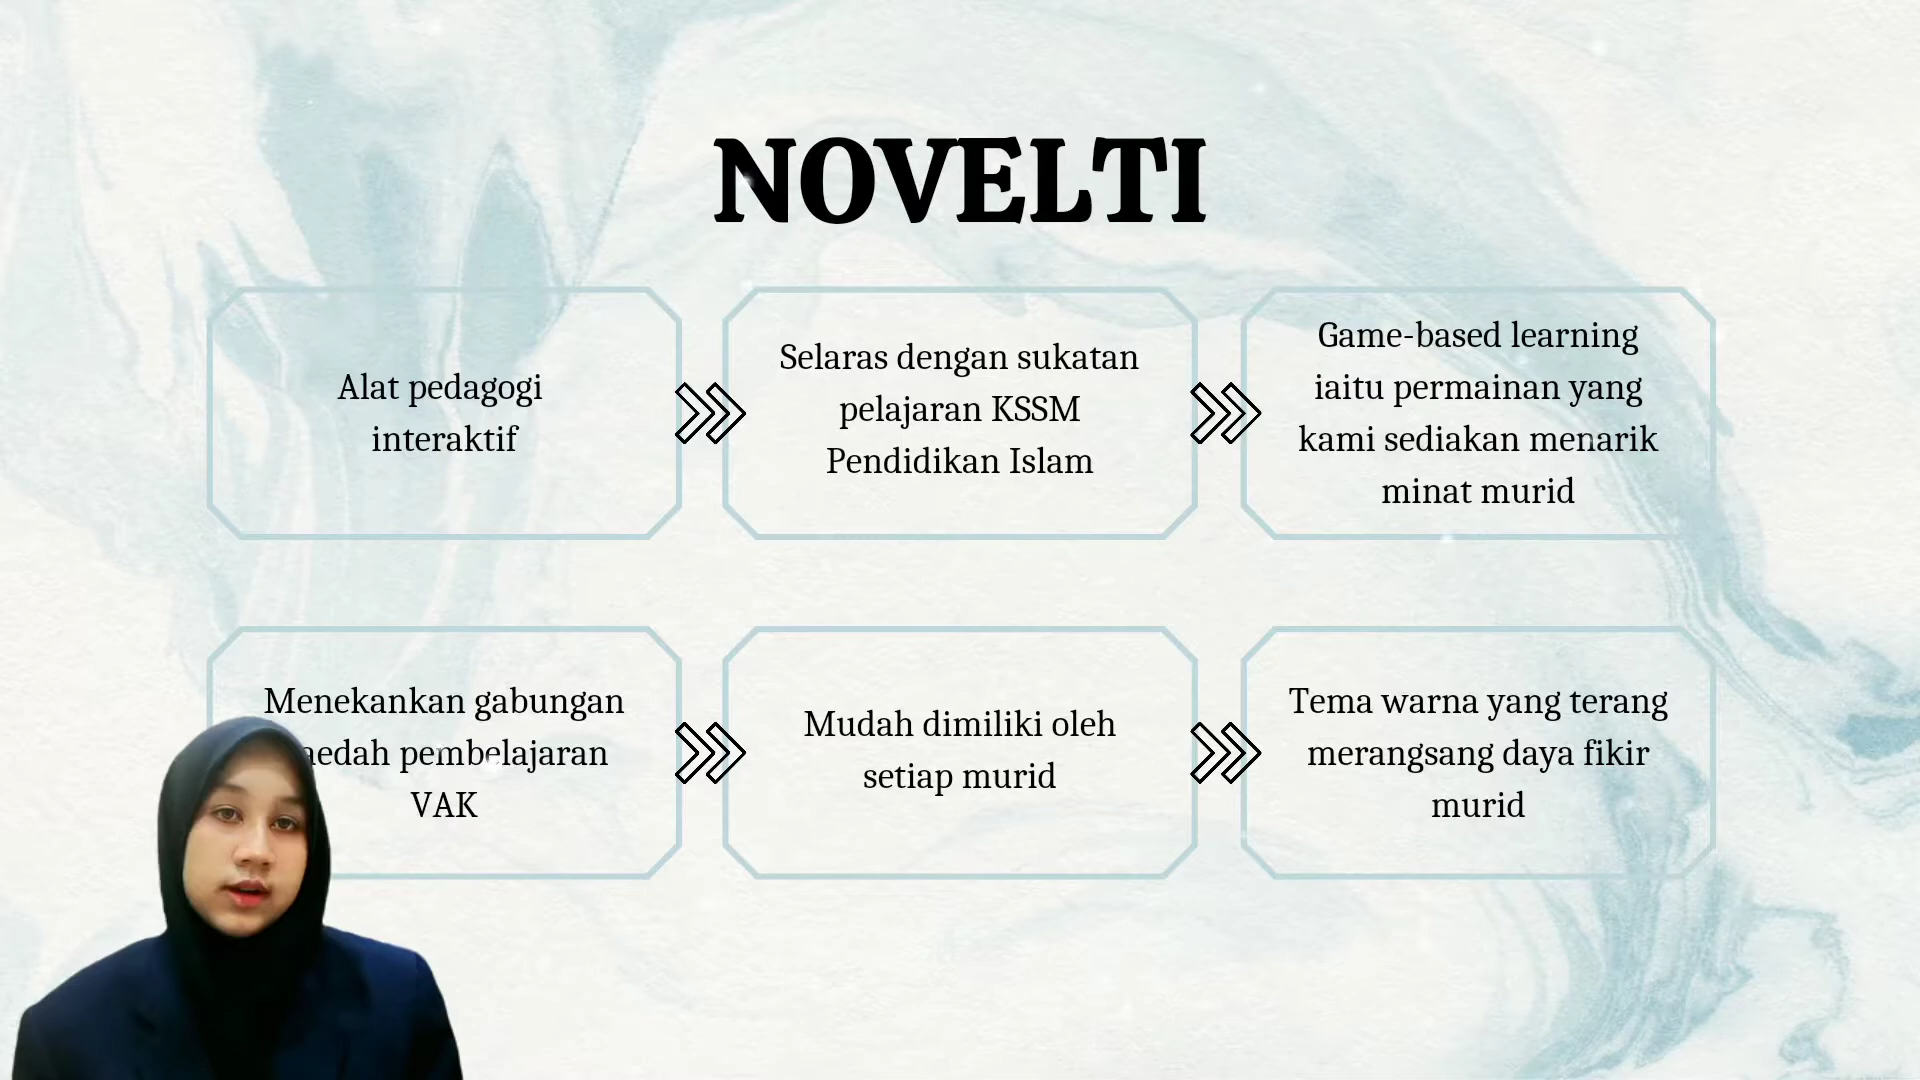 NOVELTI
Alat pedagogi
interaktif
Selaras dengan sukatan
pelajaran KSSM
Pendidikan Islam
Game-based learning
iaitu permainan yang
kami sediakan menarik
minat murid
Menekankan gabungan
pembelajaran
VAK
Mudah dimiliki oleh
setiap murid
Tema warna yang terang
merangsang daya fikir
murid